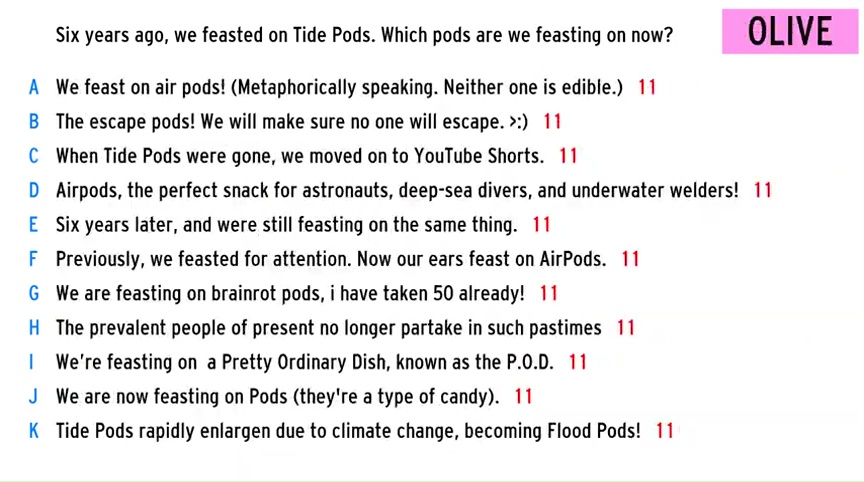 Six years ago, we feasted on Tide Pods. Which pods are we feasting on now?
OLIVE
A We feast on air pods! (Metaphorically speaking. Neither one is edible.) 11
B The escape pods! We will make sure no one will escape. >:) 11
C When Tide Pods were gone, we moved on to YouTube Shorts. 11
D Airpods, the perfect snack for astronauts, deep-sea divers, and underwater welders! 11
E Six years later, and were still feasting on the same thing. 11
F Previously, we feasted for attention. Now our ears feast on AirPods. 11
G We are feasting on brainrot pods, i have taken 50 already! 11
H The prevalent people of present no longer partake in such pastimes 11
I We're feasting on a Pretty Ordinary Dish, known as the P.O.D. 11
J We are now feasting on Pods (they're a type of candy). 11
K Tide Pods rapidly enlargen due to climate change, becoming Flood Pods! 11